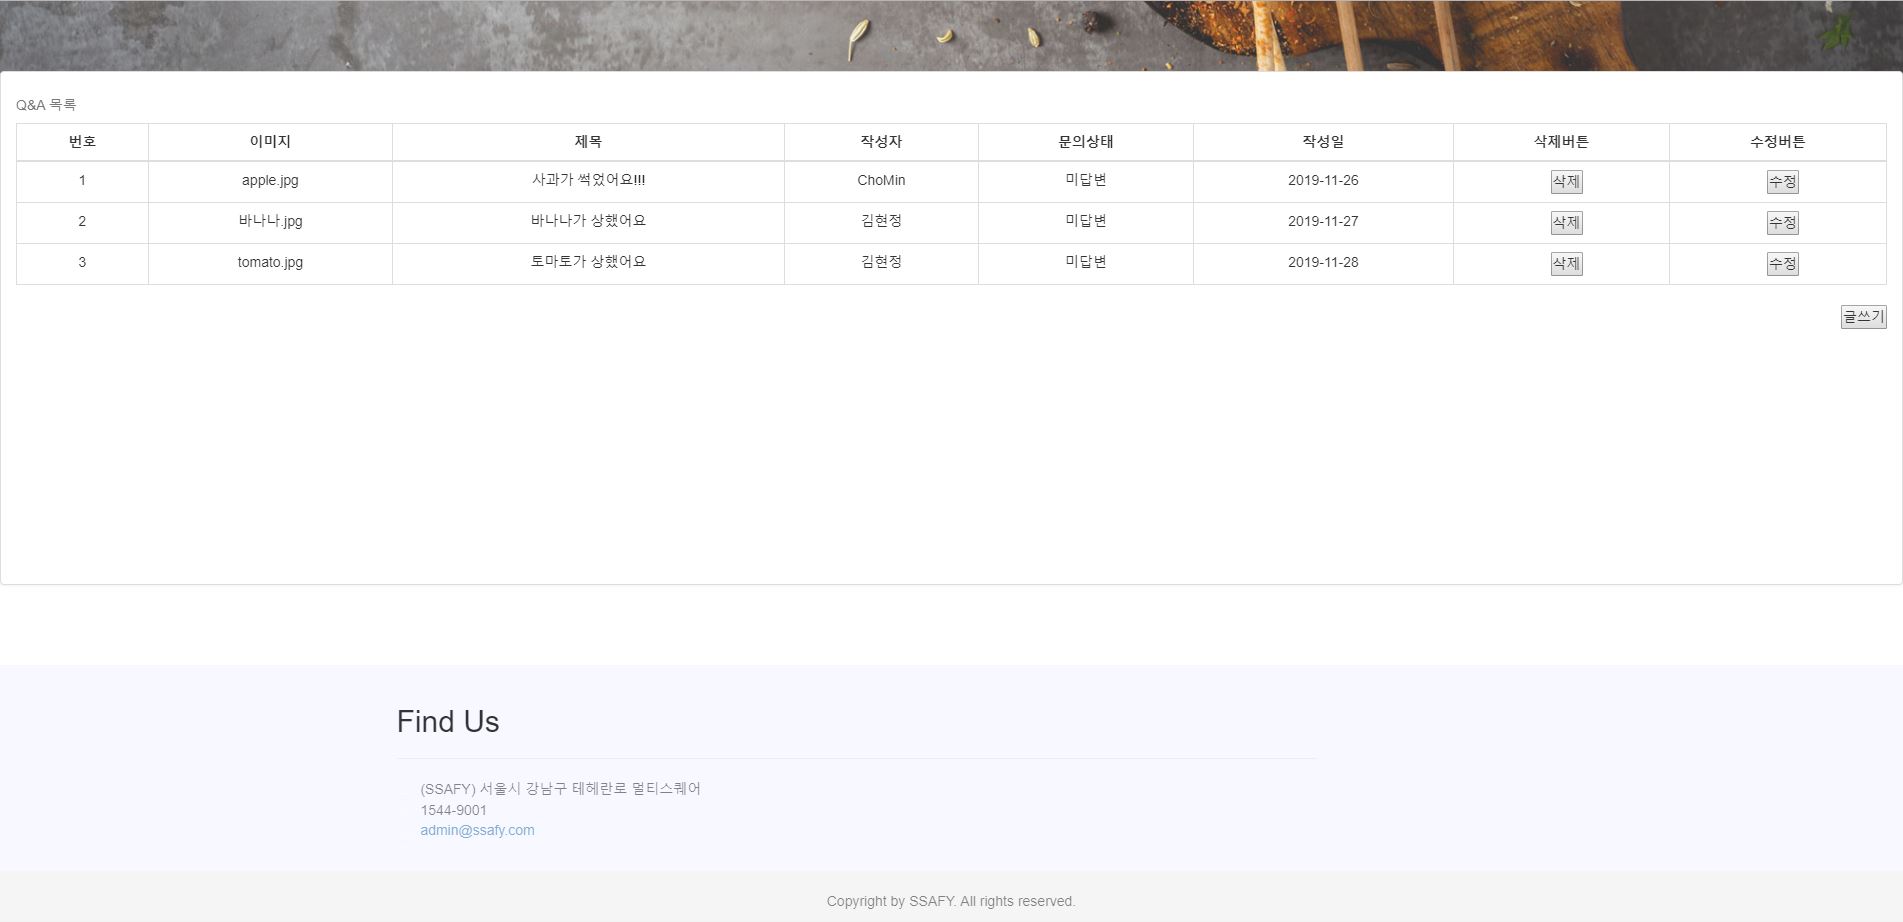 Q&A 목록
번호 이미지 제목 작성자 문의상태 작성일 삭제버튼 수정버튼
1 apple.jpg 사과가 썩었어요!!! ChoMin 미답변 2019-11-26 삭제 수정
2 바나나.jpg 바나나가 상했어요 김현정 미답변 2019-11-27 삭제 수정
3 tomato.jpg 토마토가 상했어요 김현정 미답변 2019-11-28 삭제 수정
글쓰기
Find Us
(SSAFY) 서울시 강남구 테헤란로 멀티스퀘어
1544-9001
admin@ssafy.com
Copyright by SSAFY. All rights reserved.